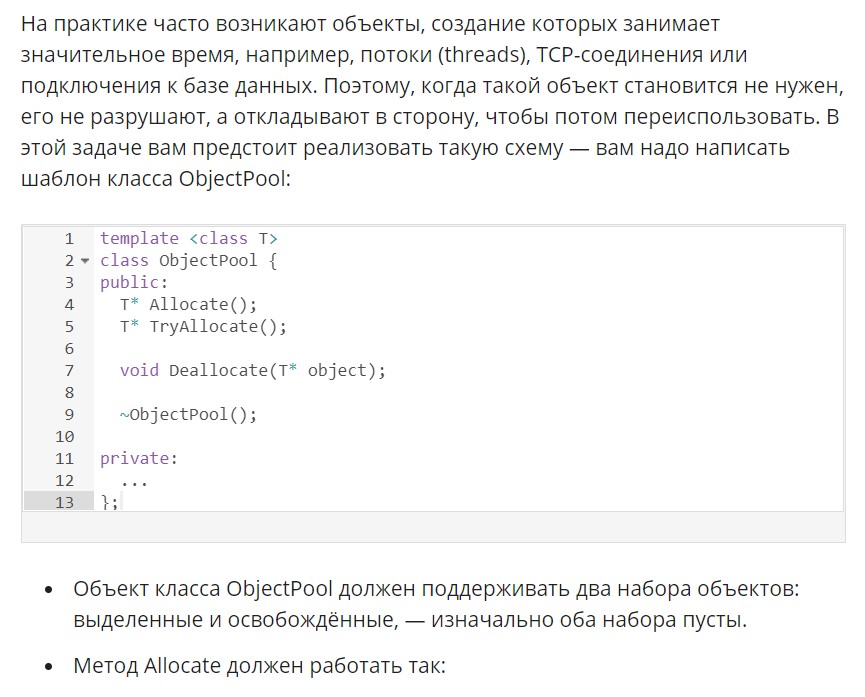 На практике часто возникают объекты, создание которых занимает
значительное время, например, потоки (threads), TCP-соединения или
подключения к базе данных. Поэтому, когда такой объект становится не нужен,
его не разрушают, а откладывают в сторону, чтобы потом переиспользовать. В
этой задаче вам предстоит реализовать такую схему — вам надо написать
шаблон класса ObjectPool:
1 template <class T>
2 class ObjectPool {
3 public:
4 T* Allocate();
5 T* TryAllocate();
6
7 void Deallocate(T* object);
8
9 ~ObjectPool();
10
11 private:
12 ...
13 };
• Объект класса ObjectPool должен поддерживать два набора объектов:
выделенные и освобождённые, — изначально оба набора пусты.
• Метод Allocate должен работать так: